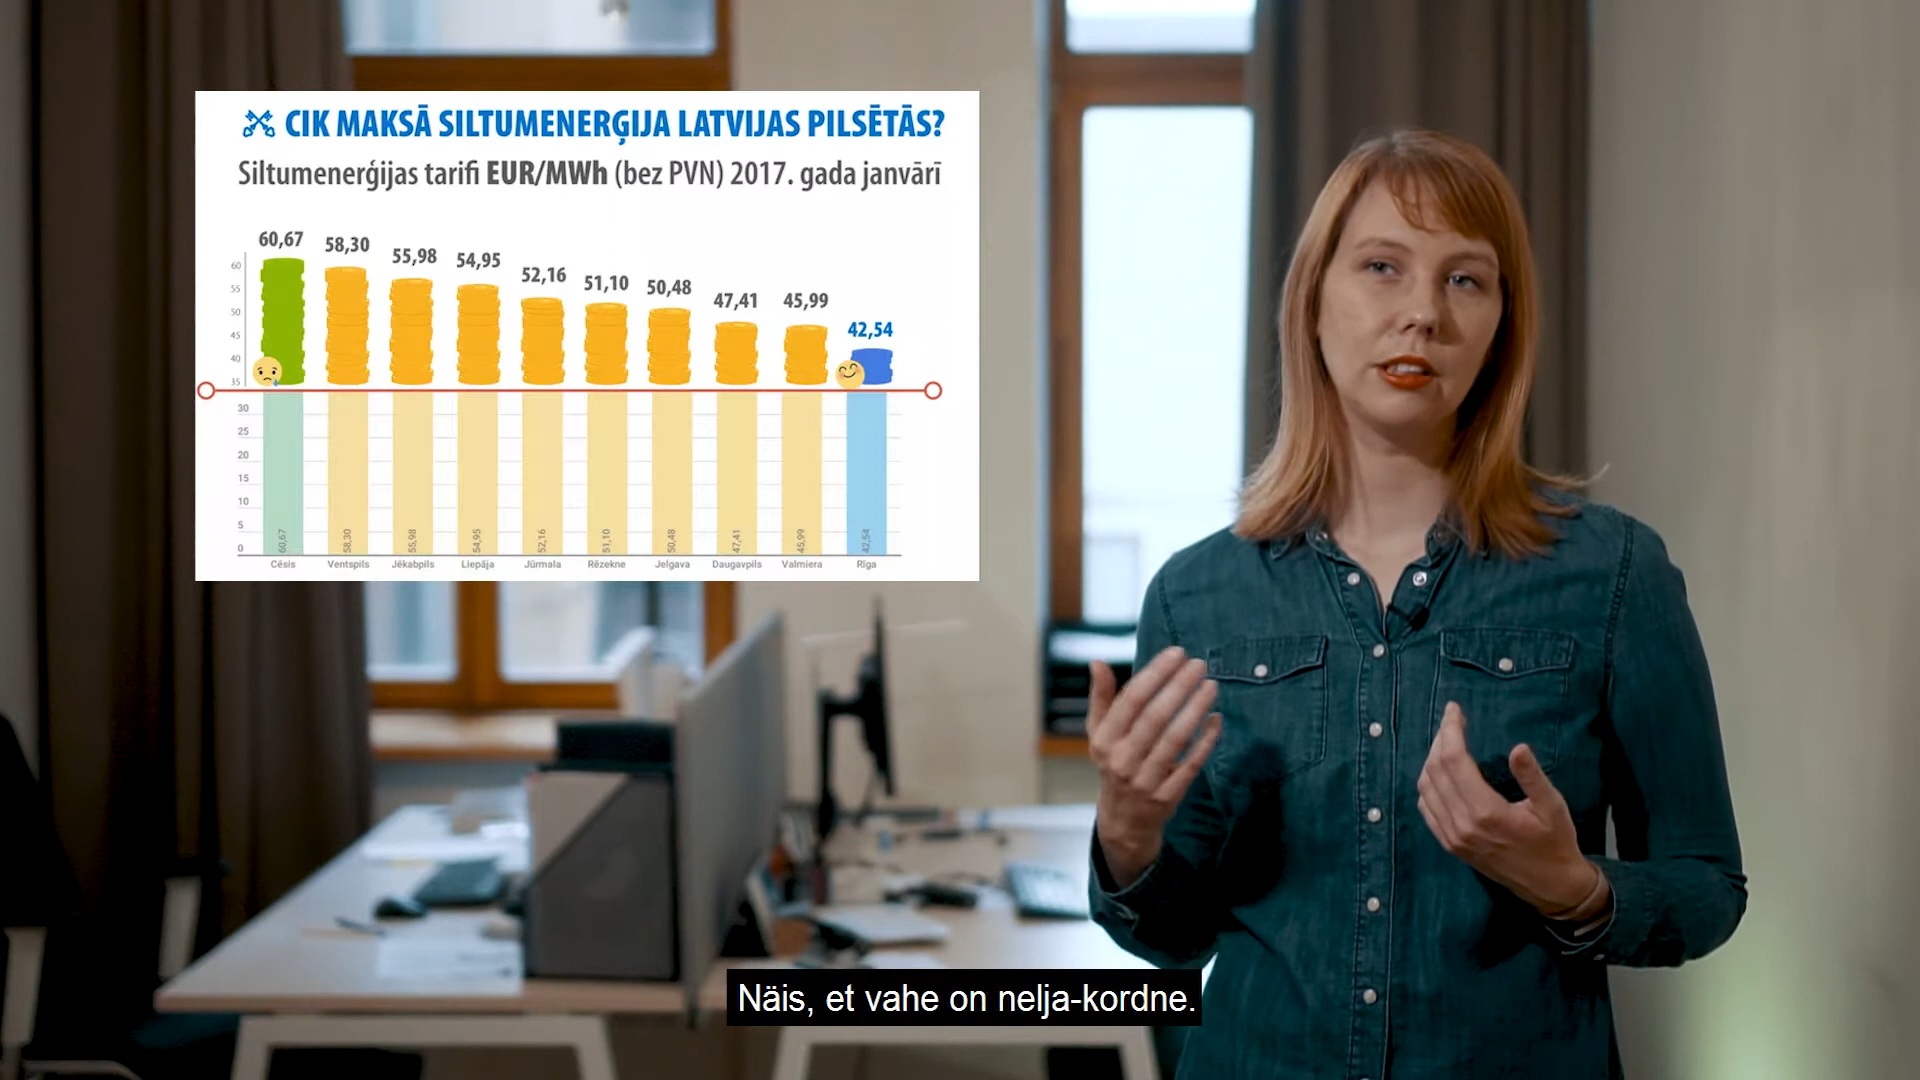 CIK MAKSĀ SILTUMENERĢIJA LATVIJAS PILSĒTĀS?
Siltumenerģijas tarifi EUR/MWh (bez PVN) 2017. gada janvārī
60,67 58,30 55,98 54,95 52,16 51,10 50,48 47,41 45,99 42,54
60
55
50
45
40
35
30
25
20
15
10
5
0
60,67 58,30 55,98 54,95 52,16 51,10 50,48 47,41 45,99 42,54
Cēsis Ventspils Jēkabpils Liepāja Jūrmala Rēzekne Jelgava Daugavpils Valmiera Rīga
Näis, et vahe on nelja-kordne.